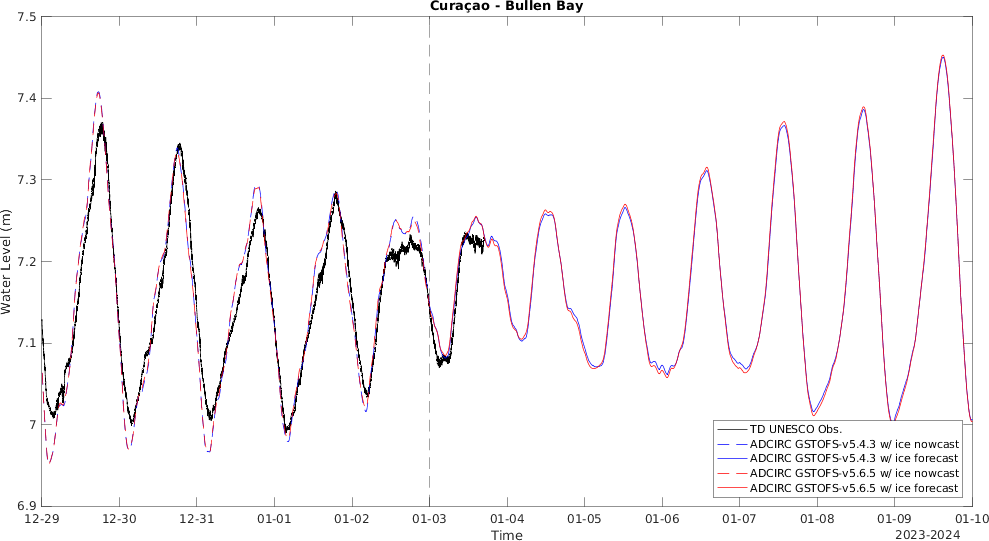 Curaçao - Bullen Bay
7.5
7.4
7.3
7.2
7.1
7
6.9
Water Level (m)
12-29 12-30 12-31 01-01 01-02 01-03 01-04 01-05 01-06 01-07 01-08 01-09 01-10
Time
2023-2024
TD UNESCO Obs.
ADCIRC GSTOFS-v5.4.3 w/ ice nowcast
ADCIRC GSTOFS-v5.4.3 w/ ice forecast
ADCIRC GSTOFS-v5.6.5 w/ ice nowcast
ADCIRC GSTOFS-v5.6.5 w/ ice forecast